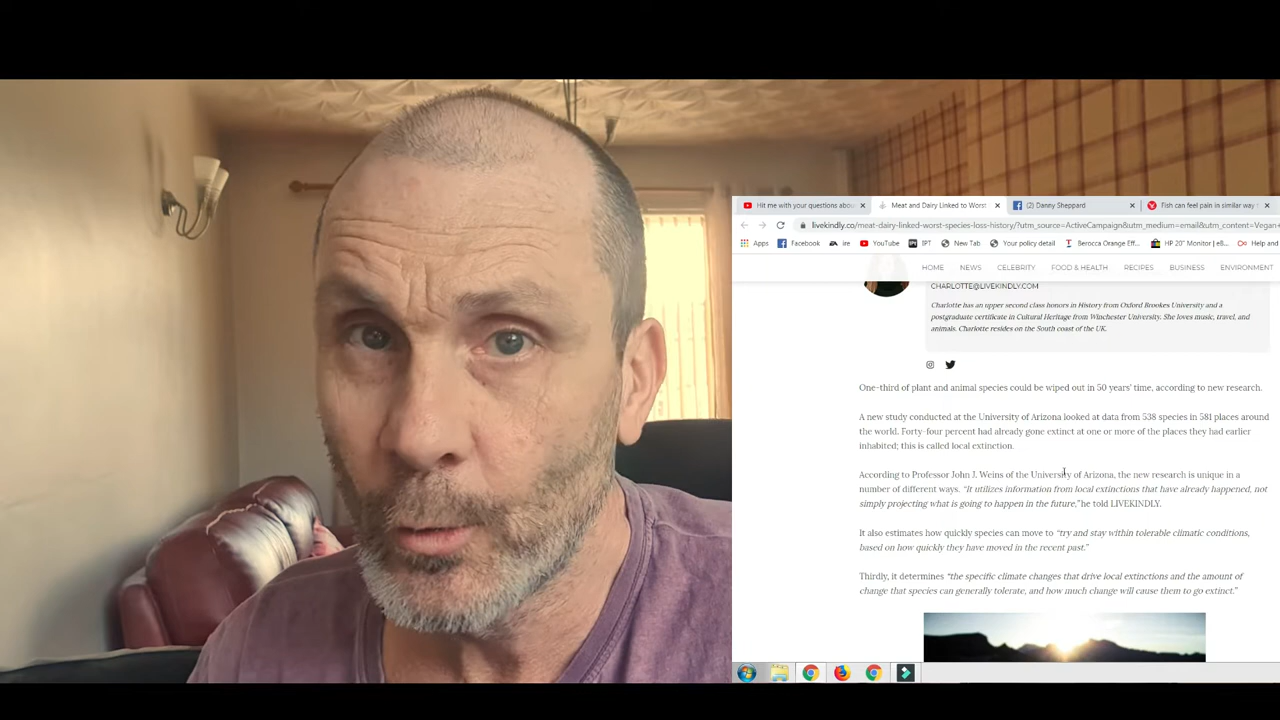 Hit me with your questions abou
Meat and Dairy Linked to Worst
(2) Danny Sheppard
Fish can feel pain in similar way
livekindly.co/meat-dairy-linked-worst-species-loss-history/?utm_source=ActiveCampaign&utm_medium=email&utm_content=Vegan+
Apps Facebook ire YouTube IPT New Tab Your policy detail Berocca Orange Eff... HP 20" Monitor | eB... Help and
HOME NEWS CELEBRITY FOOD & HEALTH RECIPES BUSINESS ENVIRONMENT
CHARLOTTE@LIVEKINDLY.COM
Charlotte has an upper second class honors in History from Oxford Brookes University and a
postgraduate certificate in Cultural Heritage from Winchester University. She loves music, travel, and
animals. Charlotte resides on the South coast of the UK.
One-third of plant and animal species could be wiped out in 50 years' time, according to new research.
A new study conducted at the University of Arizona looked at data from 538 species in 581 places around
the world. Forty-four percent had already gone extinct at one or more of the places they had earlier
inhabited; this is called local extinction.
According to Professor John J. Weins of the University of Arizona, the new research is unique in a
number of different ways. "It utilizes information from local extinctions that have already happened, not
simply projecting what is going to happen in the future," he told LIVEKINDLY.
It also estimates how quickly species can move to "try and stay within tolerable climatic conditions,
based on how quickly they have moved in the recent past."
Thirdly, it determines "the specific climate changes that drive local extinctions and the amount of
change that species can generally tolerate, and how much change will cause them to go extinct."